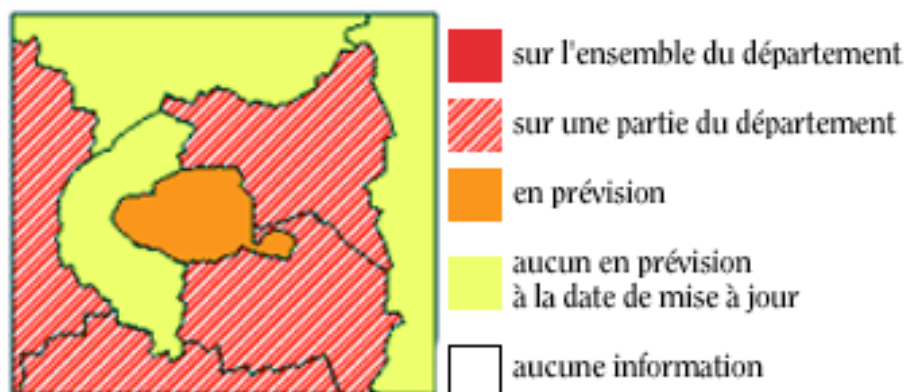 sur l'ensemble du département
sur une partie du département
en prévision
aucun en prévision
à la date de mise à jour
aucune information